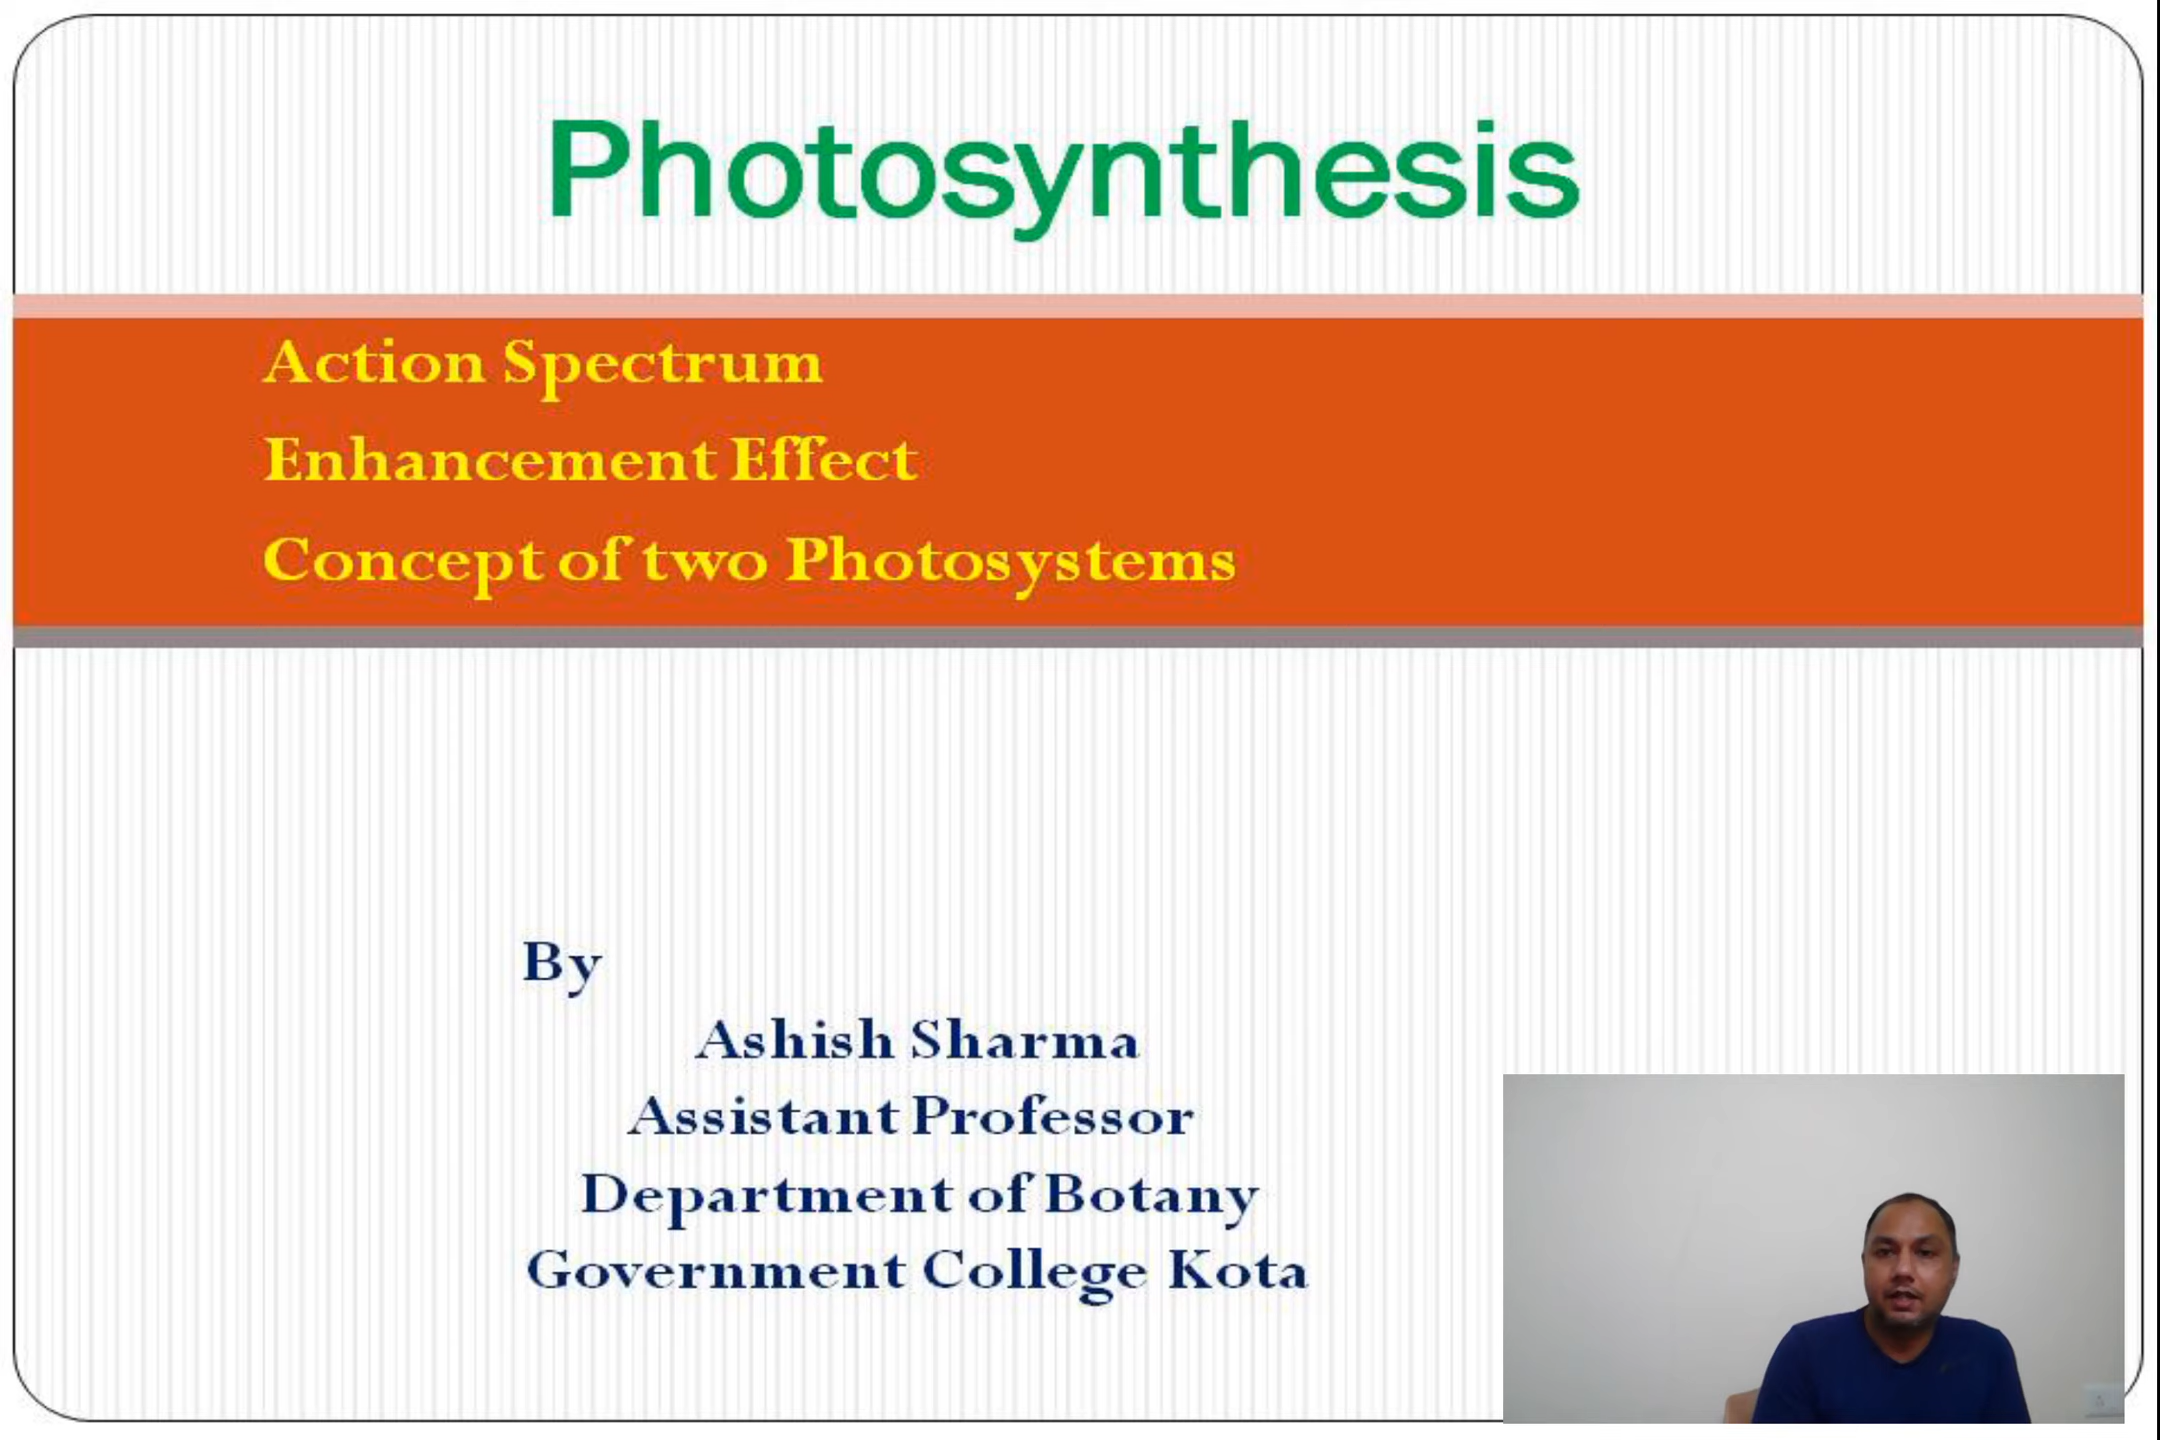 Photosynthesis
Action Spectrum
Enhancement Effect
Concept of two Photosystems
By
Ashish Sharma
Assistant Professor
Department of Botany
Government College Kota